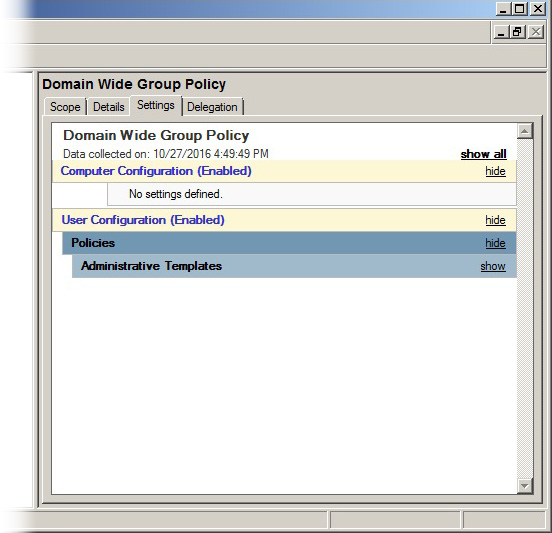 Domain Wide Group Policy
Scope Details Settings Delegation
Domain Wide Group Policy
Data collected on: 10/27/2016 4:49:49 PM show all
Computer Configuration (Enabled) hide
No settings defined.
User Configuration (Enabled) hide
Policies hide
Administrative Templates show